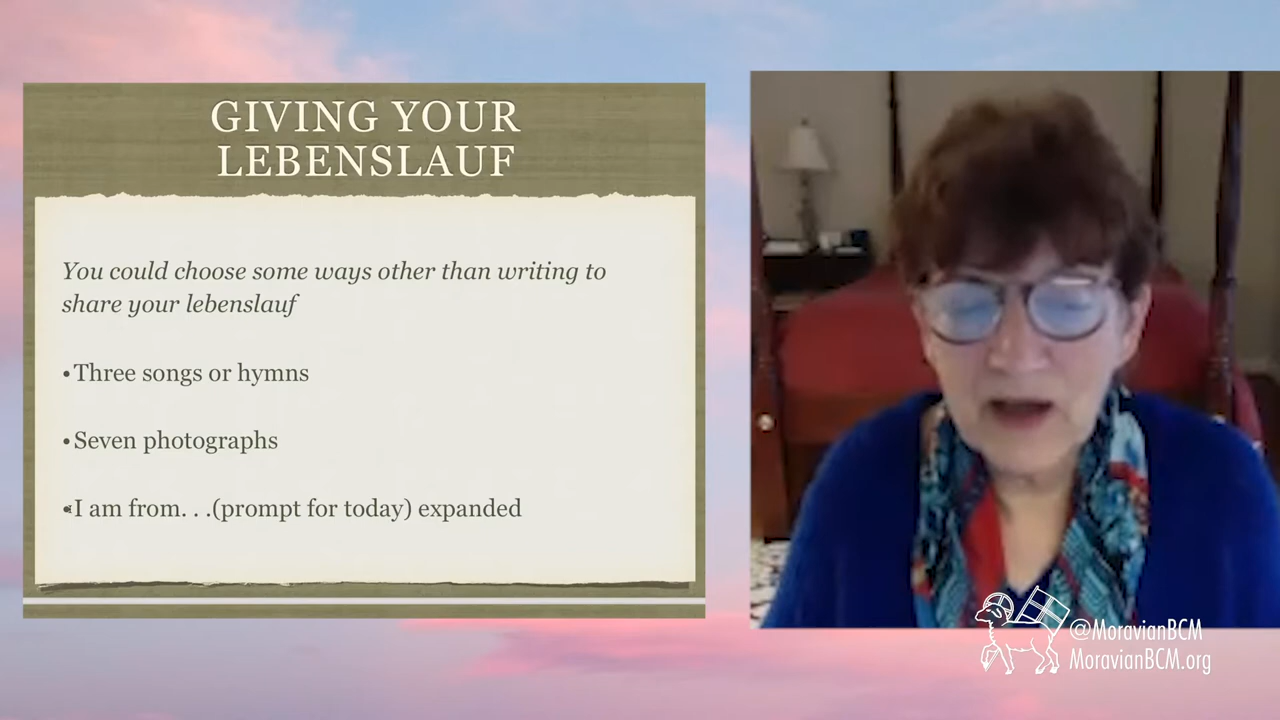 GIVING YOUR
LEBENSLAUF
You could choose some ways other than writing to
share your lebenslauf
•Three songs or hymns
•Seven photographs
•I am from. . .(prompt for today) expanded
@MoravianBCM
MoravianBCM.org